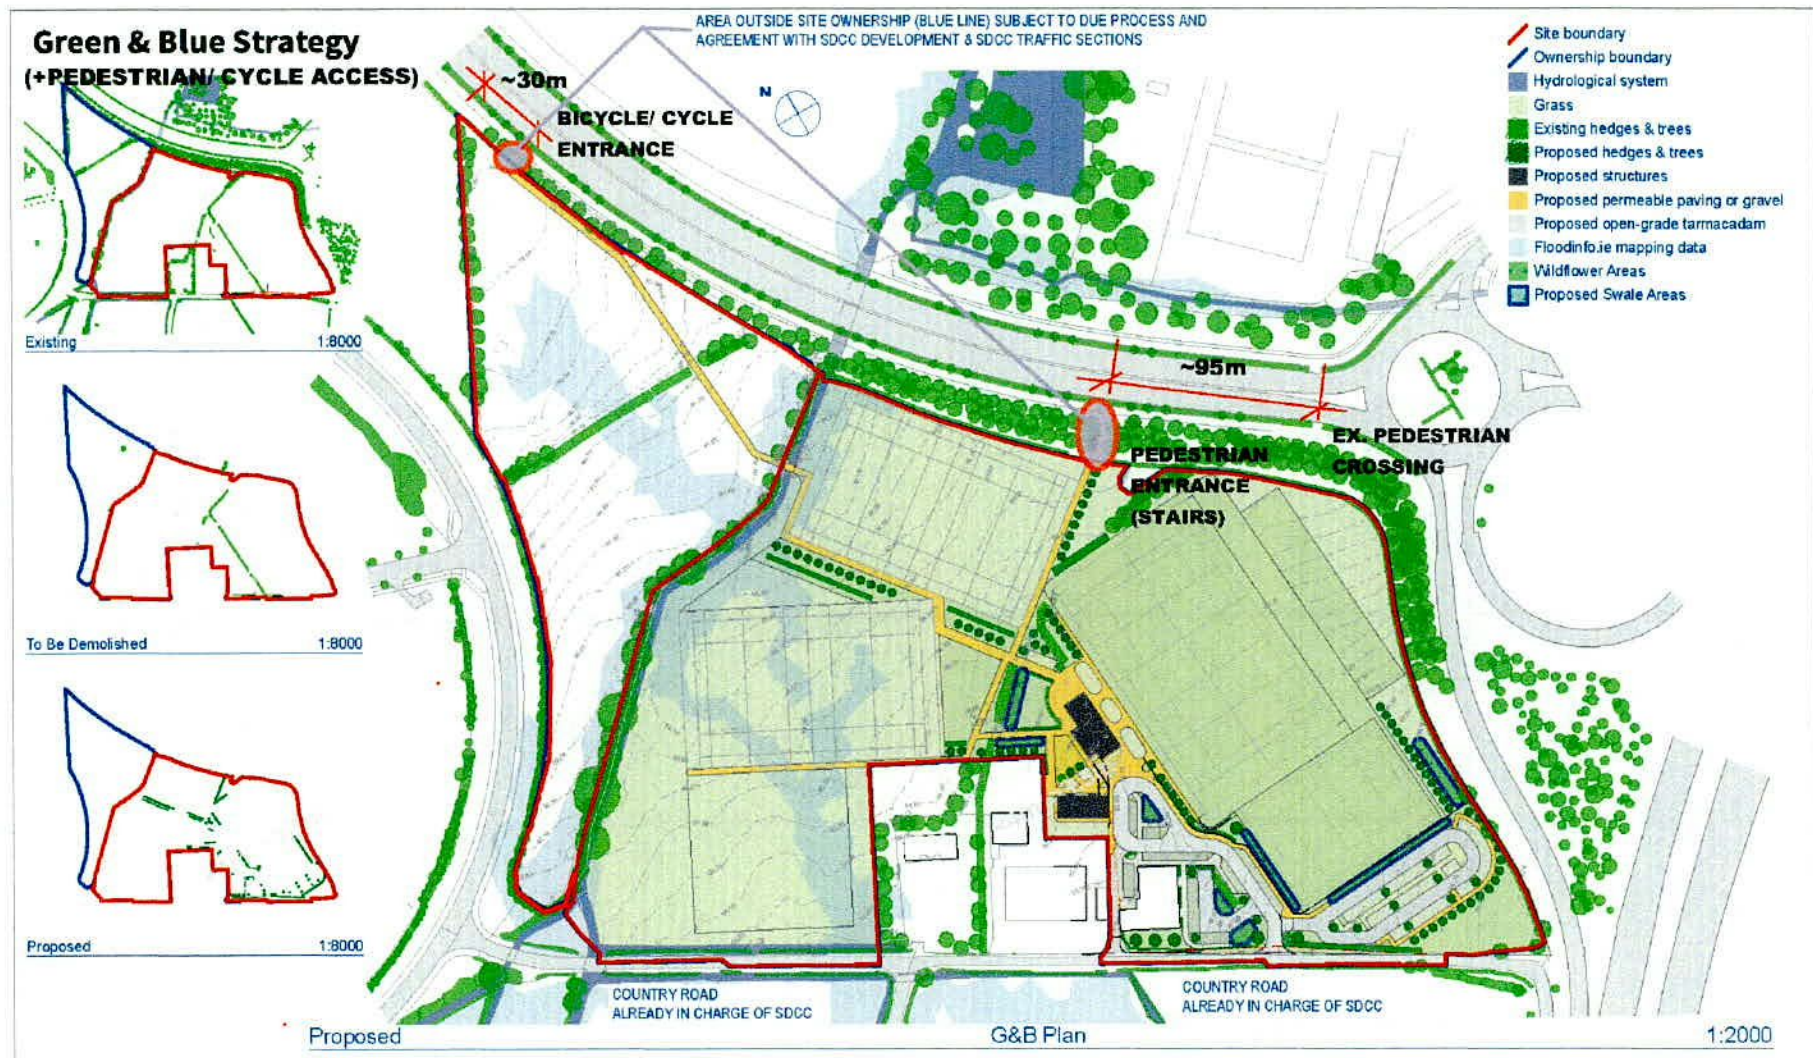 Green & Blue Strategy
(+PEDESTRIAN/ CYCLE ACCESS)
AREA OUTSIDE SITE OWNERSHIP (BLUE LINE) SUBJECT TO DUE PROCESS AND
AGREEMENT WITH SDCC DEVELOPMENT & SDCC TRAFFIC SECTIONS
~30m
BICYCLE/ CYCLE
ENTRANCE
N
Site boundary
Ownership boundary
Hydrological system
Grass
Existing hedges & trees
Proposed hedges & trees
Proposed structures
Proposed permeable paving or gravel
Proposed open-grade tarmacadam
Floodinfo.ie mapping data
Wildflower Areas
Proposed Swale Areas
Existing 1:8000
~95m
EX. PEDESTRIAN
CROSSING
PEDESTRIAN
ENTRANCE
(STAIRS)
To Be Demolished 1:8000
Proposed 1:8000
COUNTRY ROAD
ALREADY IN CHARGE OF SDCC
COUNTRY ROAD
ALREADY IN CHARGE OF SDCC
Proposed G&B Plan 1:2000